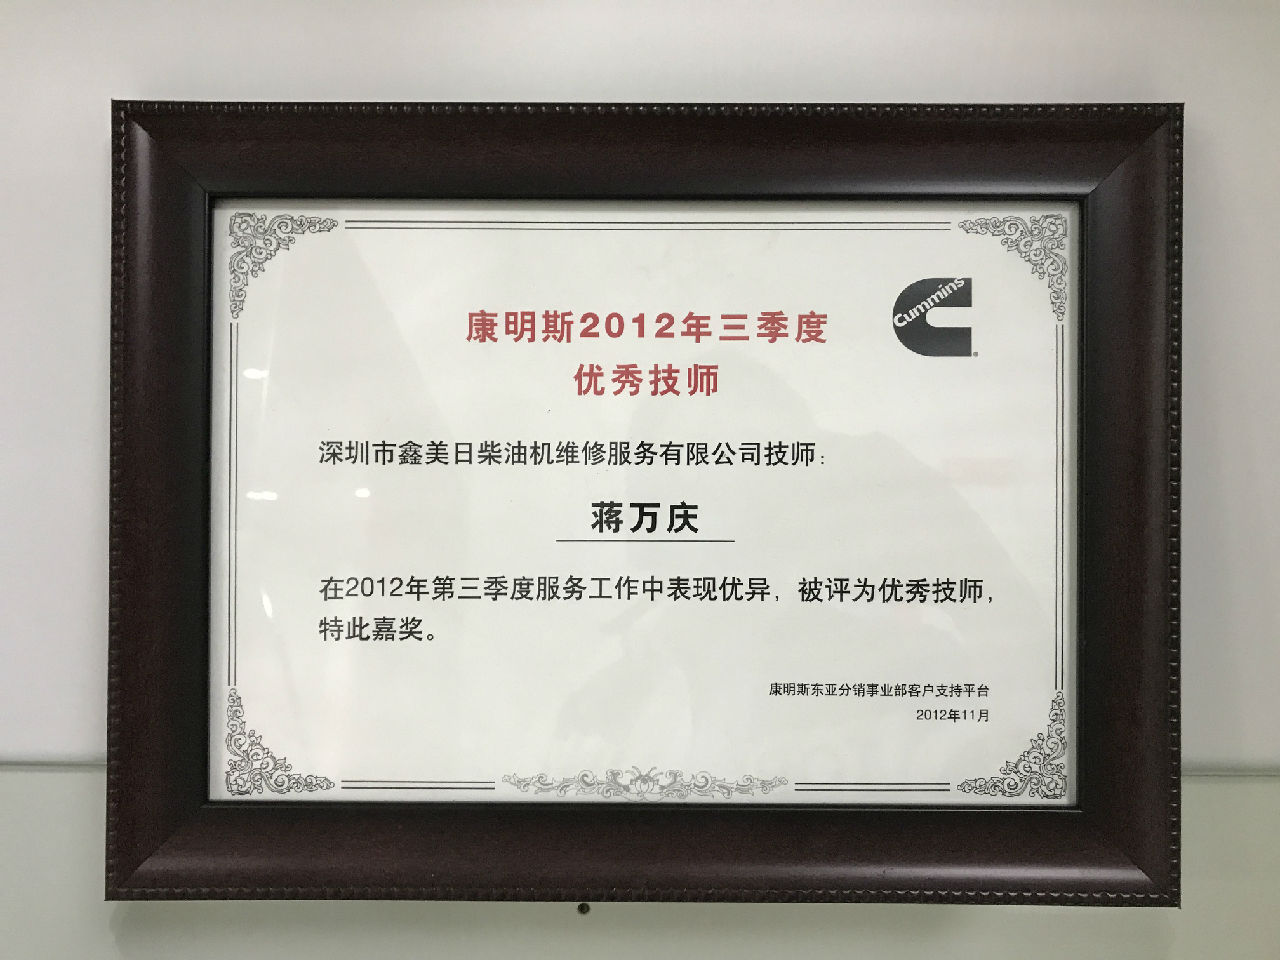 Cummins
康明斯2012年三季度
优秀技师
深圳市鑫美日柴油机维修服务有限公司技师:
蒋万庆
在2012年第三季度服务工作中表现优异，被评为优秀技师，
特此嘉奖。
康明斯东亚分销事业部客户支持平台
2012年11月